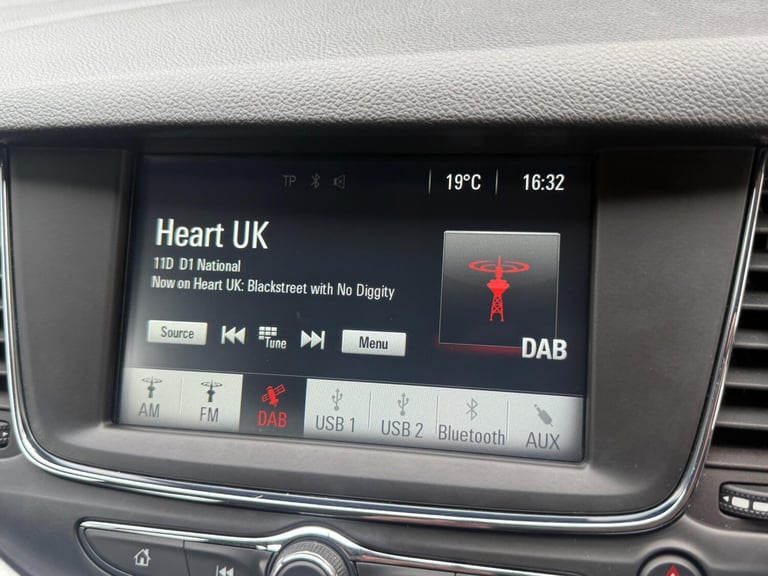 TP
19°C
16:32
Heart UK
11D D1 National
Now on Heart UK: Blackstreet with No Diggity
Source
Tune
Menu
DAB
AM
FM
DAB
USB 1
USB 2
Bluetooth
AUX